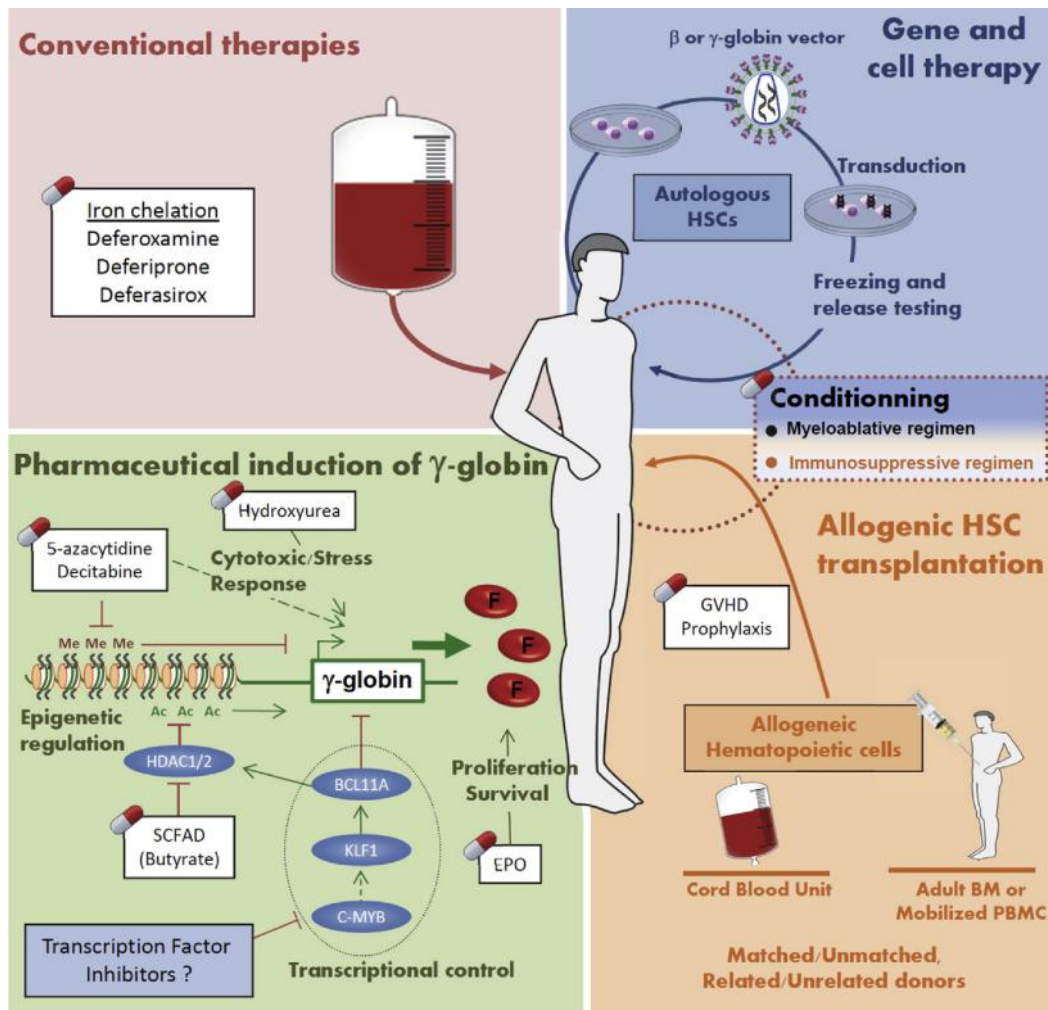 Conventional therapies
Iron chelation
Deferoxamine
Deferiprone
Deferasirox
Gene and
cell therapy
β or γ-globin vector
Transduction
Autologous
HSCs
Freezing and
release testing
Conditionning
● Myeloablative regimen
● Immunosuppressive regimen
Pharmaceutical induction of γ-globin
Hydroxyurea
5-azacytidine
Decitabine
Cytotoxic/Stress
Response
Me Me Me
γ-globin
F
F
F
Ac Ac Ac
Epigenetic
regulation
HDAC1/2
BCL11A
Proliferation
Survival
SCFAD
(Butyrate)
KLF1
EPO
C-MYB
Transcription Factor
Inhibitors ?
Transcriptional control
Allogenic HSC
transplantation
GVHD
Prophylaxis
Allogeneic
Hematopoietic cells
Cord Blood Unit
Adult BM or
Mobilized PBMC
Matched/Unmatched,
Related/Unrelated donors